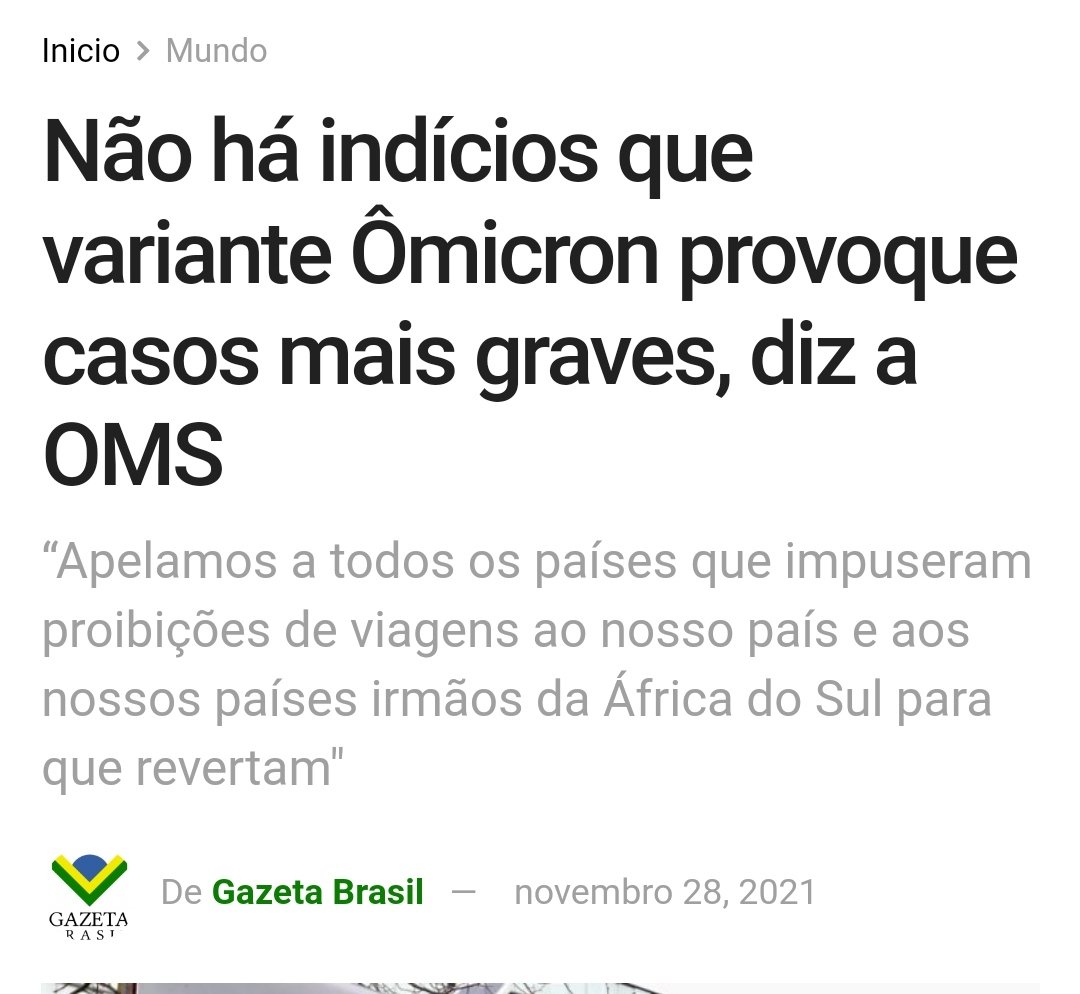 Inicio > Mundo
Não há indícios que
variante Ômicron provoque
casos mais graves, diz a
OMS
“Apelamos a todos os países que impuseram
proibições de viagens ao nosso país e aos
nossos países irmãos da África do Sul para
que revertam"
De Gazeta Brasil — novembro 28, 2021
GAZETA